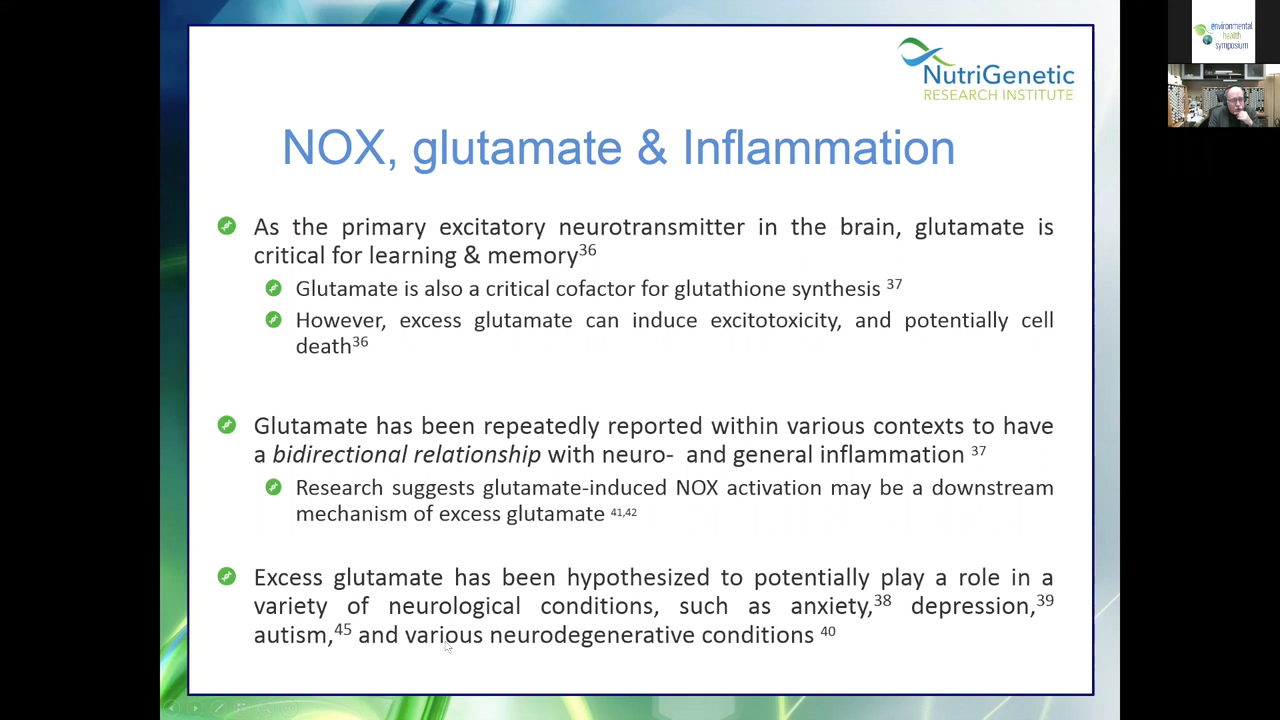 environmental
health
symposium
NutriGenetic
RESEARCH INSTITUTE
NOX, glutamate & Inflammation
As the primary excitatory neurotransmitter in the brain, glutamate is
critical for learning & memory36
Glutamate is also a critical cofactor for glutathione synthesis 37
However, excess glutamate can induce excitotoxicity, and potentially cell
death36
Glutamate has been repeatedly reported within various contexts to have
a bidirectional relationship with neuro- and general inflammation 37
Research suggests glutamate-induced NOX activation may be a downstream
mechanism of excess glutamate 41,42
Excess glutamate has been hypothesized to potentially play a role in a
variety of neurological conditions, such as anxiety,38 depression,39
autism,45 and various neurodegenerative conditions 40